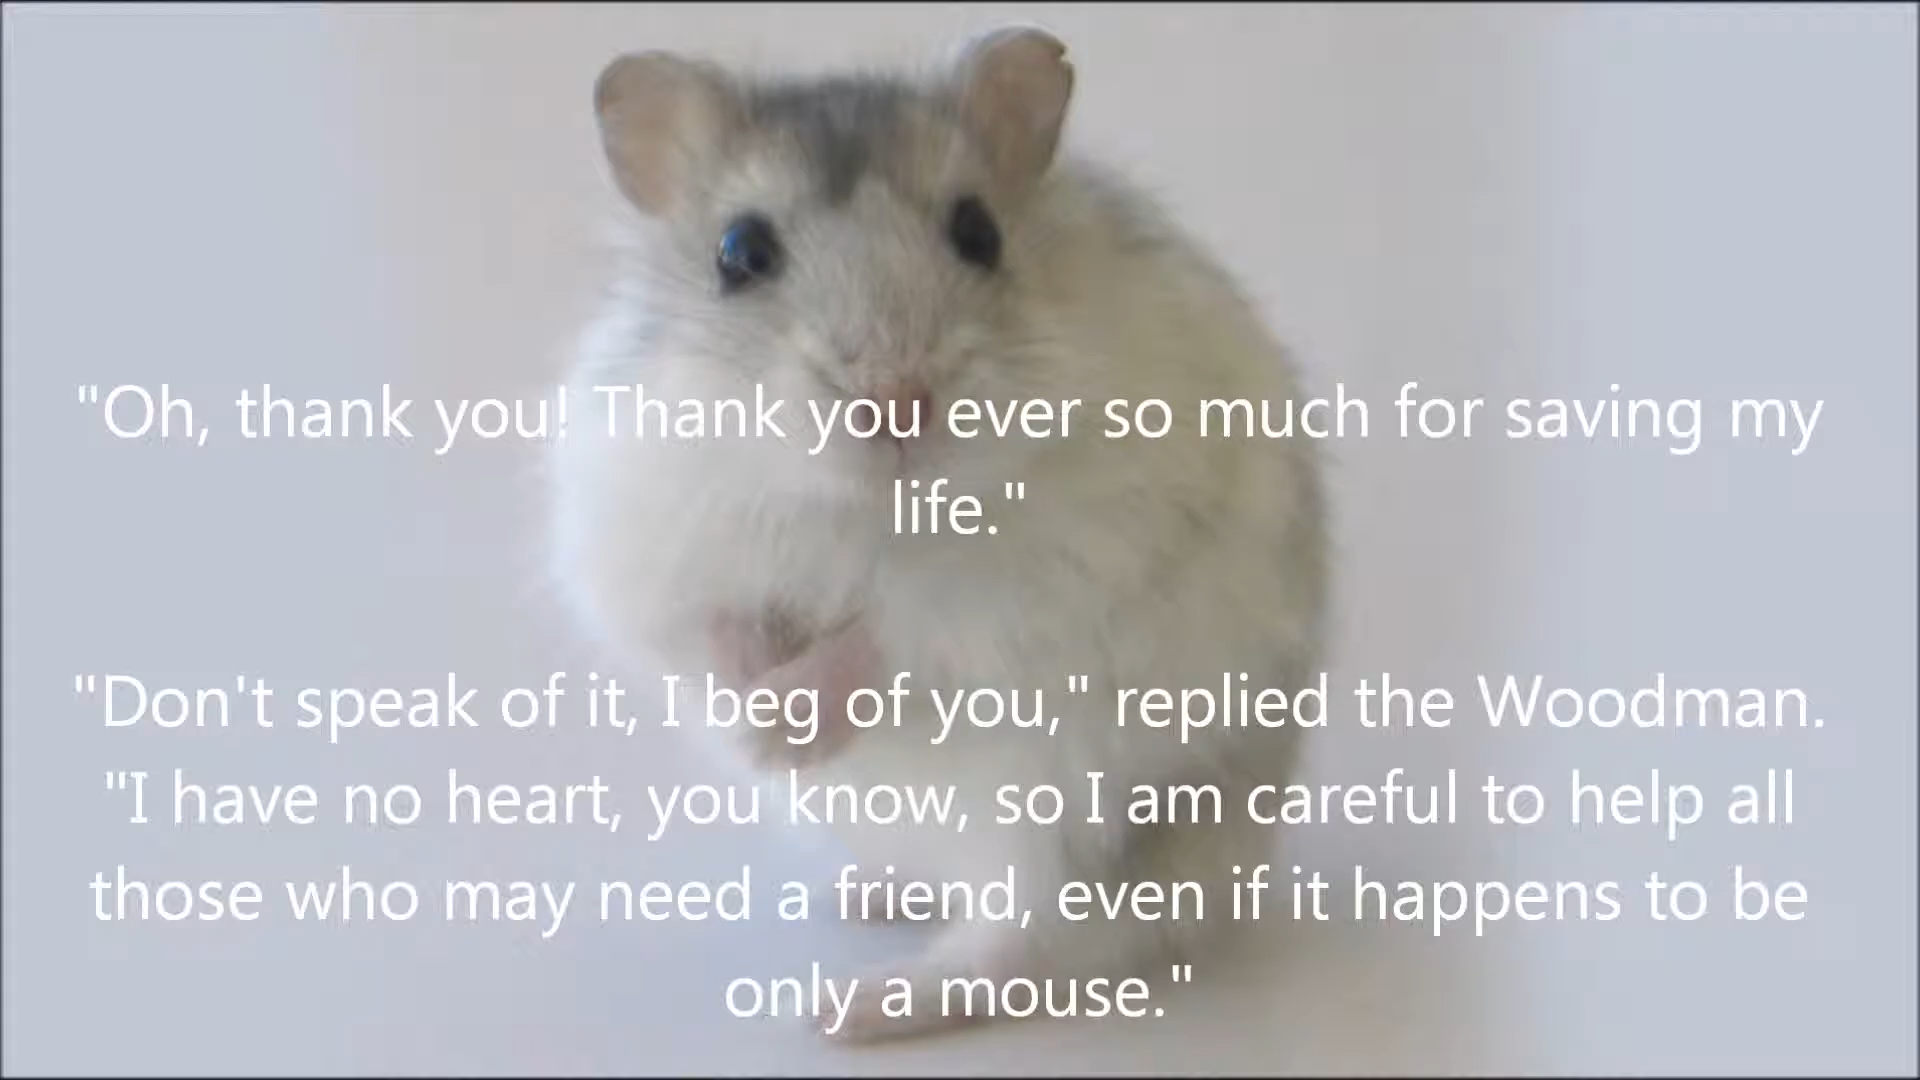 "Oh, thank you! Thank you ever so much for saving my
life."
"Don't speak of it, I beg of you," replied the Woodman.
"I have no heart, you know, so I am careful to help all
those who may need a friend, even if it happens to be
only a mouse."